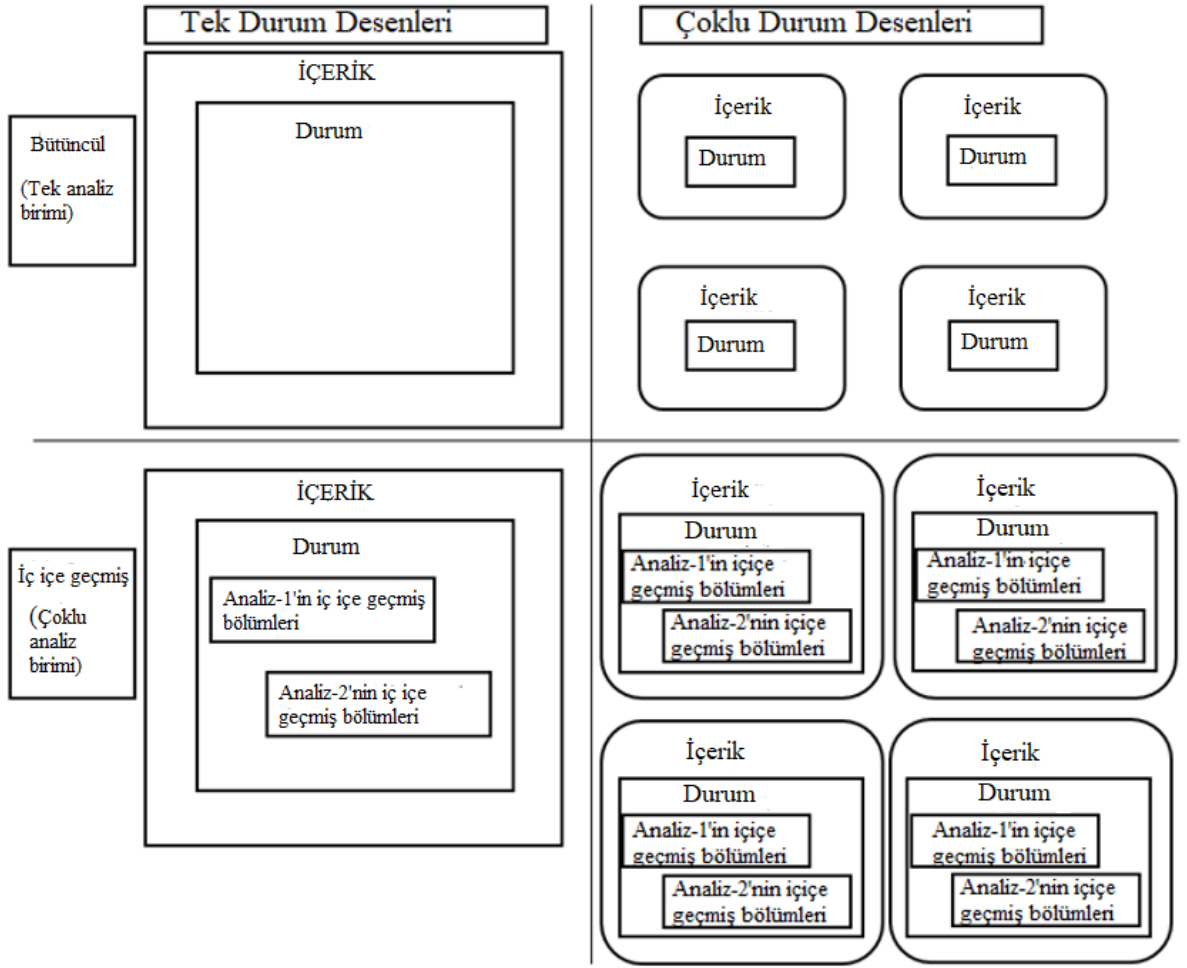 Tek Durum Desenleri
Çoklu Durum Desenleri
Bütüncül
(Tek analiz
birimi)
İÇERİK
Durum
İçerik
Durum
İçerik
Durum
İçerik
Durum
İçerik
Durum
İç içe geçmiş
(Çoklu
analiz
birimi)
İÇERİK
Durum
Analiz-1'in iç içe geçmiş
bölümleri
Analiz-2'nin iç içe
geçmiş bölümleri
İçerik
Durum
Analiz-1'in içiçe
geçmiş bölümleri
Analiz-2'nin içiçe
geçmiş bölümleri
İçerik
Durum
Analiz-1'in içiçe
geçmiş bölümleri
Analiz-2'nin içiçe
geçmiş bölümleri
İçerik
Durum
Analiz-1'in içiçe
geçmiş bölümleri
Analiz-2'nin içiçe
geçmiş bölümleri
İçerik
Durum
Analiz-1'in içiçe
geçmiş bölümleri
Analiz-2'nin içiçe
geçmiş bölümleri